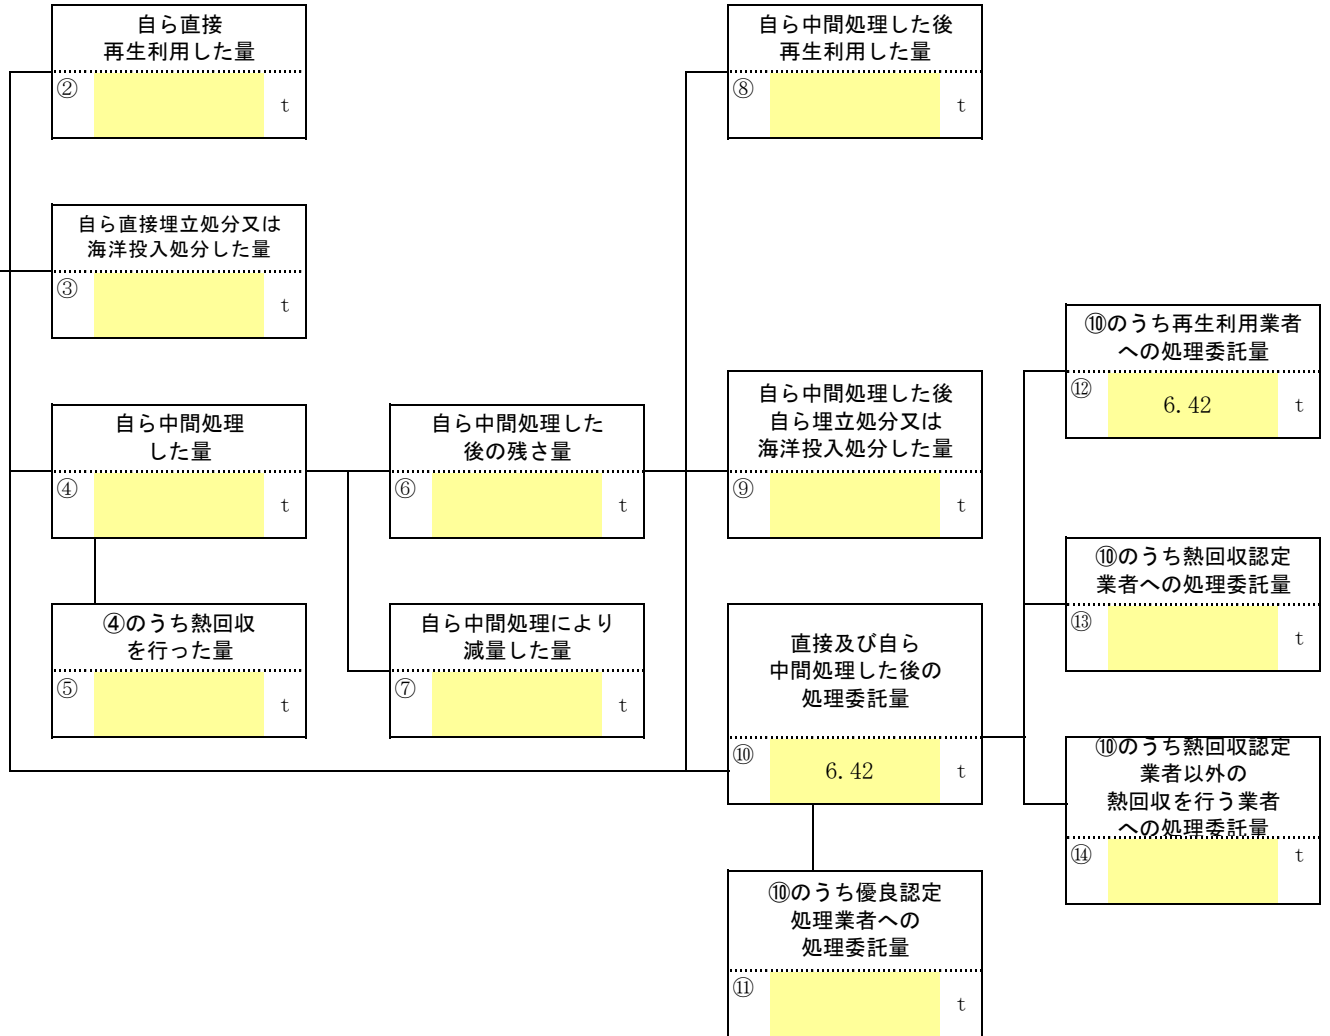 自ら直接
再生利用した量
②
t
自ら中間処理した後
再生利用した量
⑧
t
自ら直接埋立処分又は
海洋投入処分した量
③
t
⑩のうち再生利用業者
への処理委託量
⑫
6.42
t
自ら中間処理
した量
④
t
自ら中間処理した
後の残さ量
⑥
t
自ら中間処理した後
自ら埋立処分又は
海洋投入処分した量
⑨
t
⑩のうち熱回収認定
業者への処理委託量
⑬
t
④のうち熱回収
を行った量
⑤
t
自ら中間処理により
減量した量
⑦
t
直接及び自ら
中間処理した後の
処理委託量
⑩
6.42
t
⑩のうち熱回収認定
業者以外の
熱回収を行う業者
への処理委託量
⑭
t
⑩のうち優良認定
処理業者への
処理委託量
⑪
t